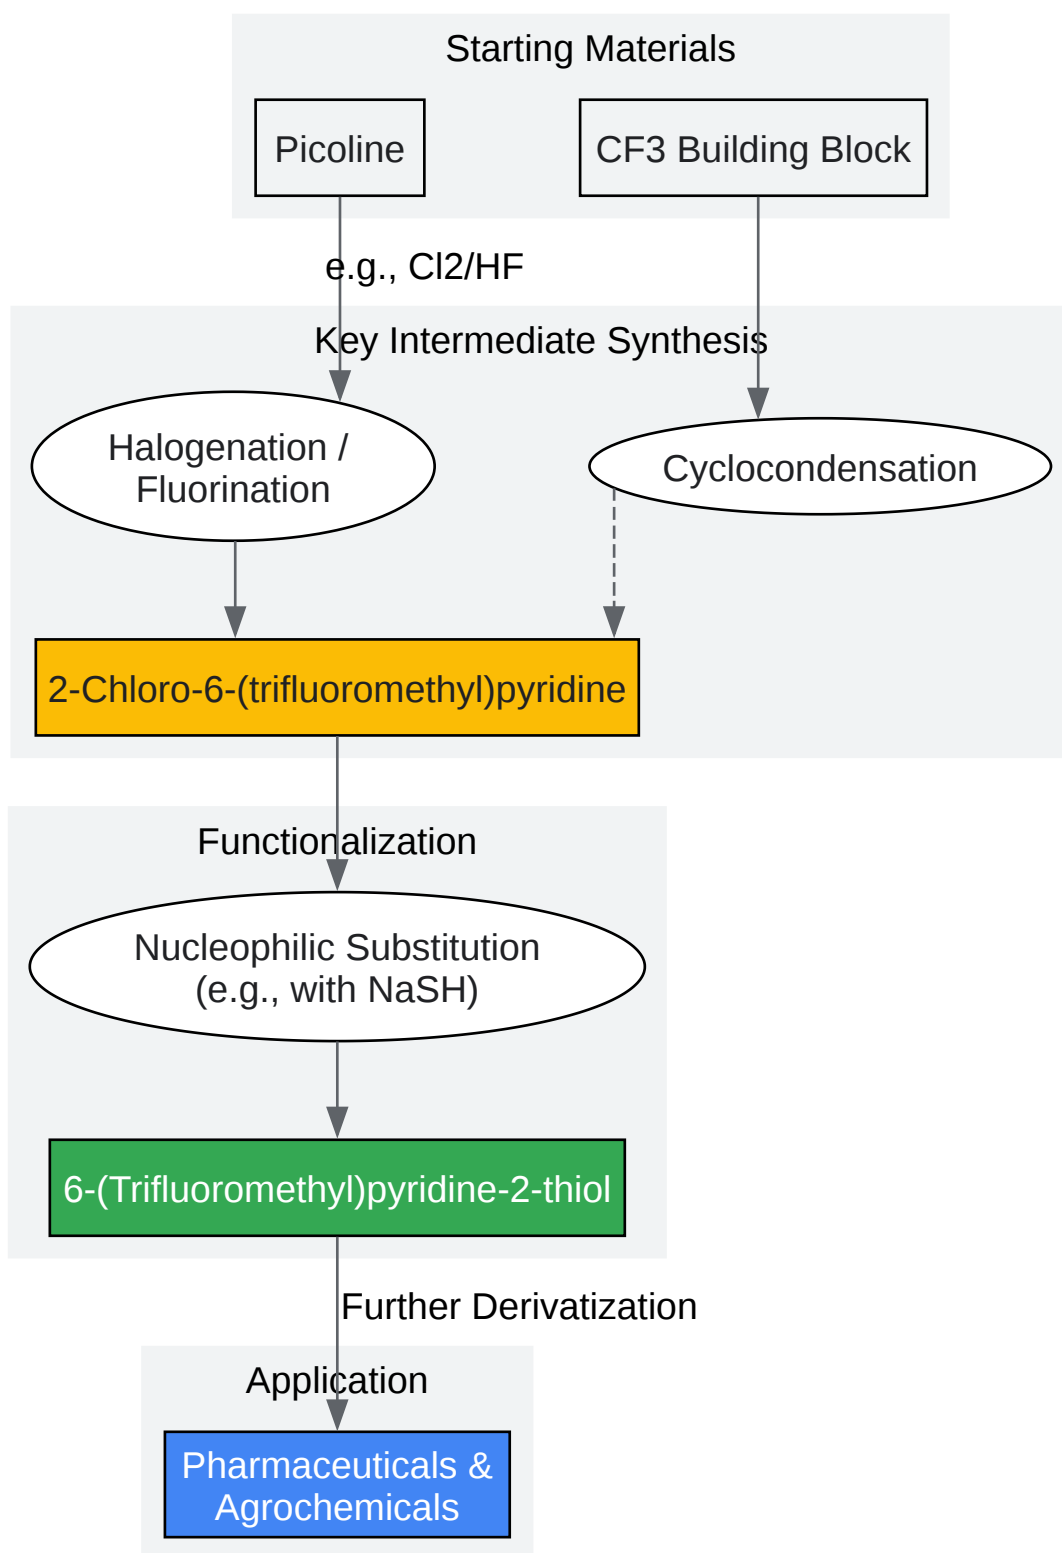 Starting Materials
Picoline
CF3 Building Block
e.g., Cl2/HF
Key Intermediate Synthesis
Halogenation /
Fluorination
Cyclocondensation
2-Chloro-6-(trifluoromethyl)pyridine
Functionalization
Nucleophilic Substitution
(e.g., with NaSH)
6-(Trifluoromethyl)pyridine-2-thiol
Further Derivatization
Application
Pharmaceuticals &
Agrochemicals